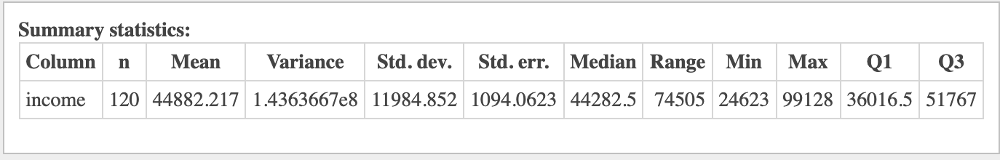 Summary statistics:
Column n Mean Variance Std. dev. Std. err. Median Range Min Max Q1 Q3
income 120 44882.217 1.4363667e8 11984.852 1094.0623 44282.5 74505 24623 99128 36016.5 51767